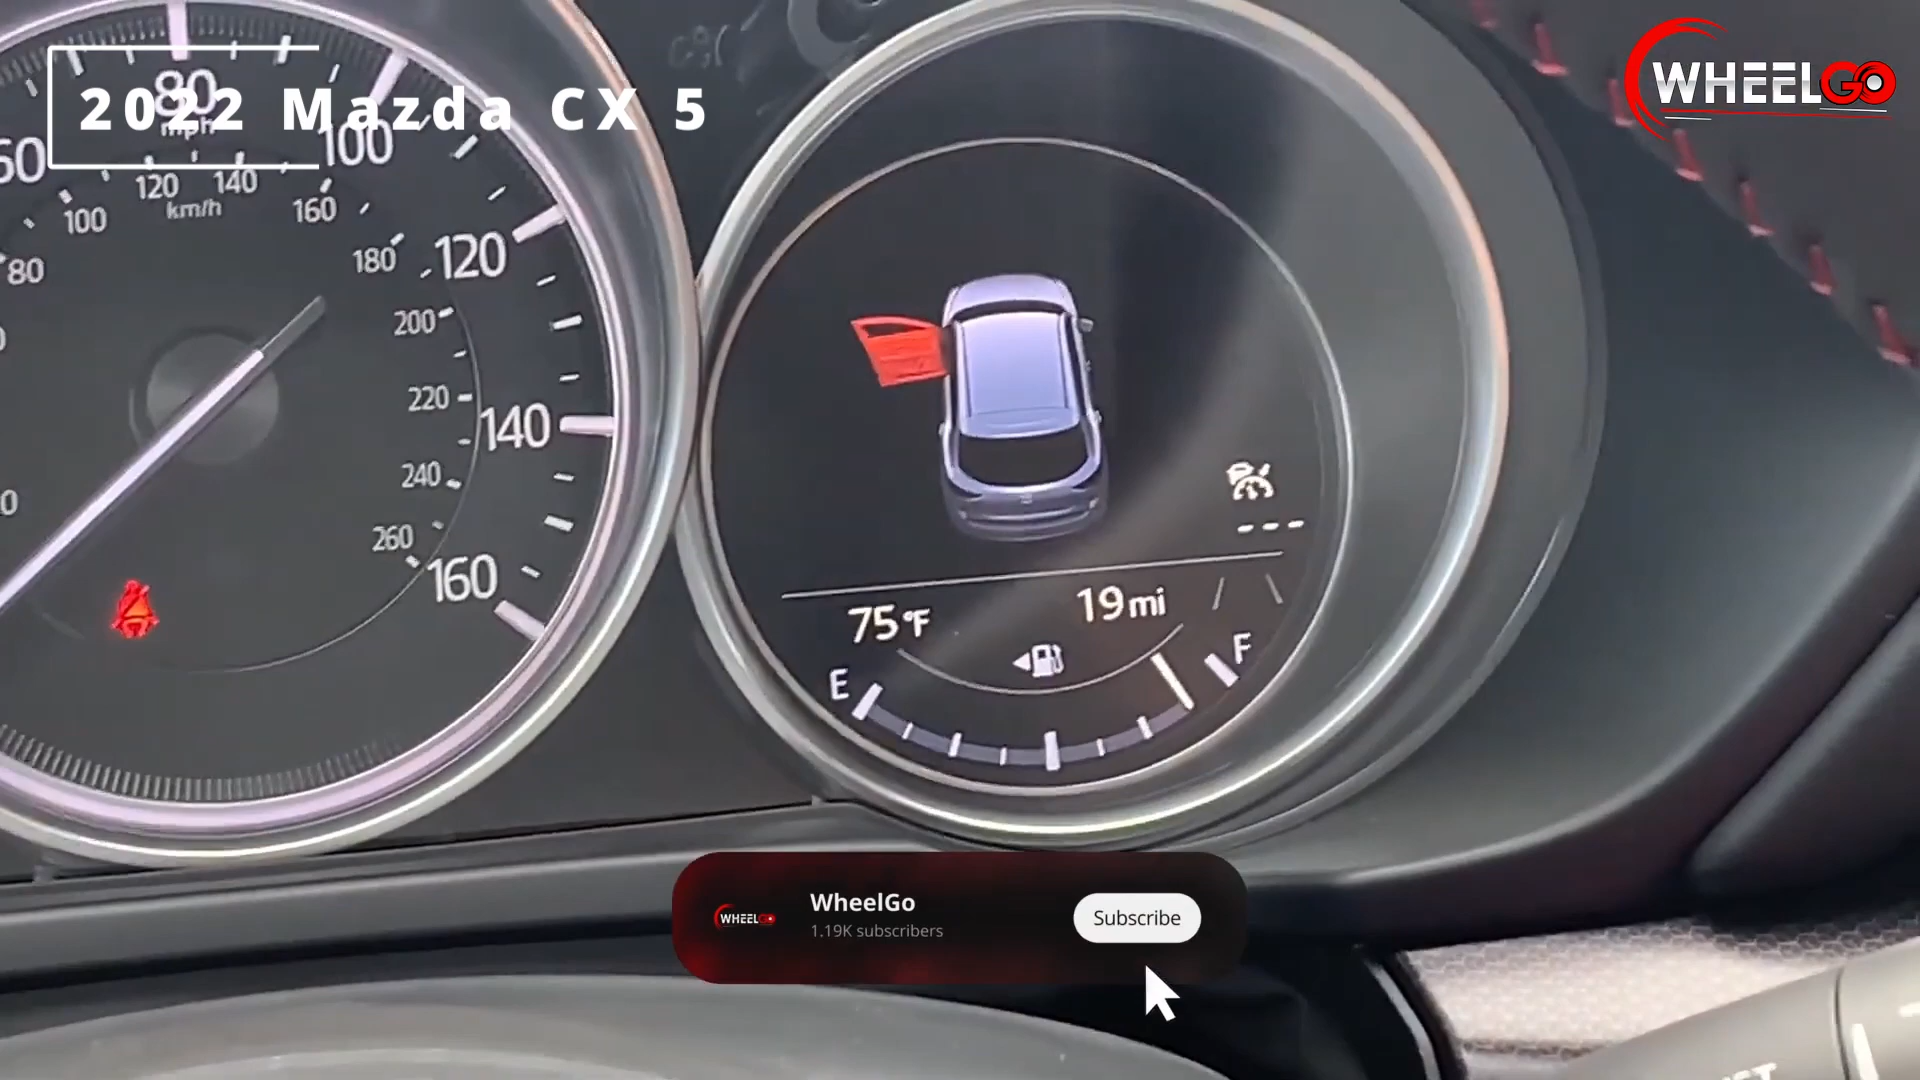 2022 Mazda CX 5
WHEELGO
80
mph
100
60
120
140
km/h
100
160
80
180
120
200
220
140
240
260
160
75°F
19mi
E
F
WHEELGO
WheelGo
1.19K subscribers
Subscribe